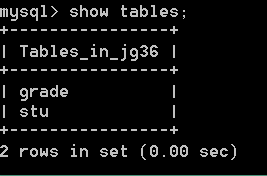 mysql> show tables;
+----------------+
| Tables_in_jg36 |
+----------------+
| grade          |
| stu            |
+----------------+
2 rows in set (0.00 sec)